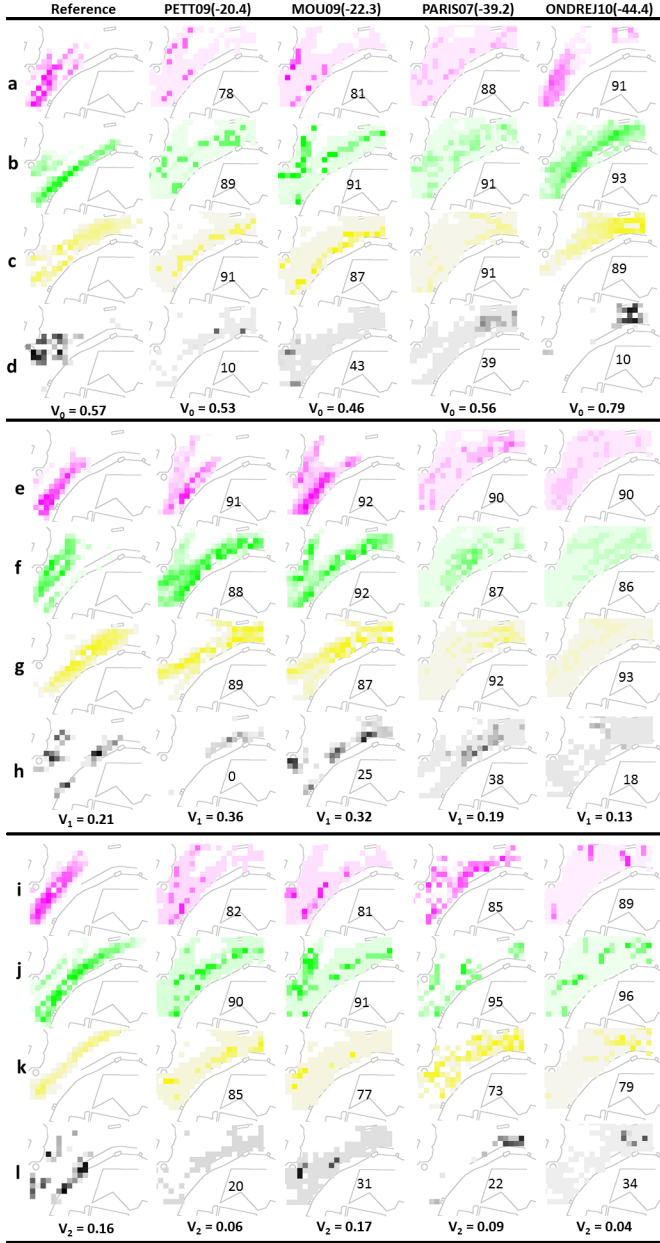 Reference PETT09(-20.4) MOU09(-22.3) PARIS07(-39.2) ONDREJ10(-44.4)
a 78 81 88 91
b 89 91 91 93
c 91 87 91 89
d 10 43 39 10
V0 = 0.57 V0 = 0.53 V0 = 0.46 V0 = 0.56 V0 = 0.79
e 91 92 90 90
f 88 92 87 86
g 89 87 92 93
h 0 25 38 18
V1 = 0.21 V1 = 0.36 V1 = 0.32 V1 = 0.19 V1 = 0.13
i 82 81 85 89
j 90 91 95 96
k 85 77 73 79
l 20 31 22 34
V2 = 0.16 V2 = 0.06 V2 = 0.17 V2 = 0.09 V2 = 0.04